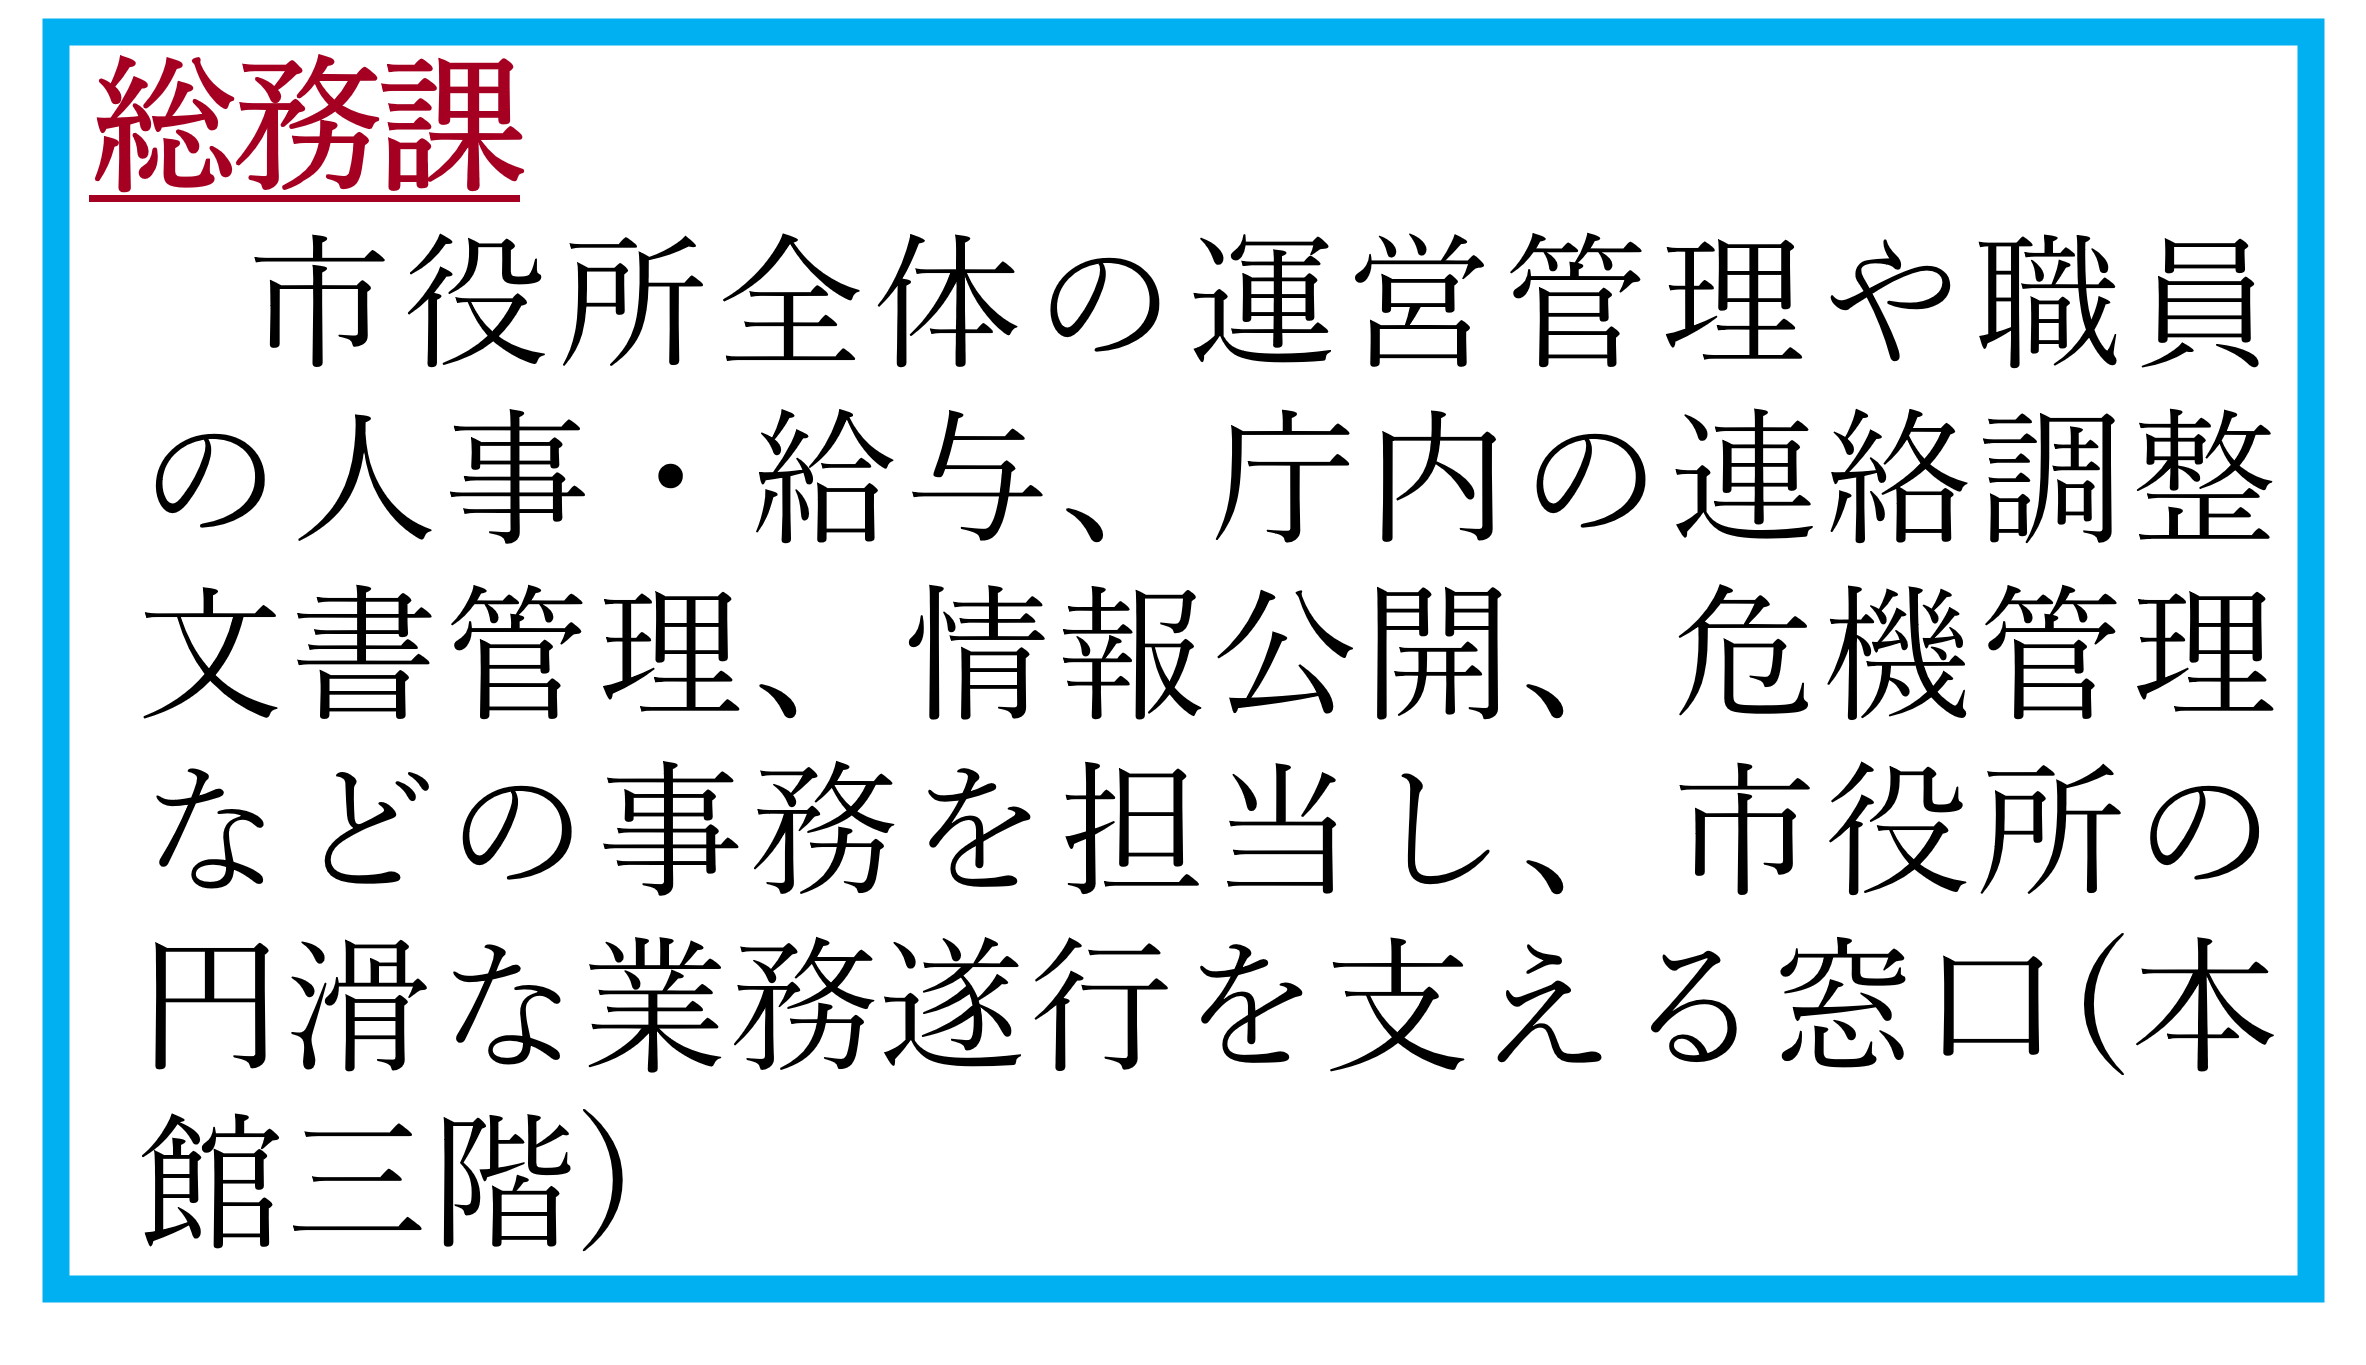 総務課
市役所全体の運営管理や職員
の人事・給与、庁内の連絡調整
文書管理、情報公開、危機管理
などの事務を担当し、市役所の
円滑な業務遂行を支える窓口(本
館三階)